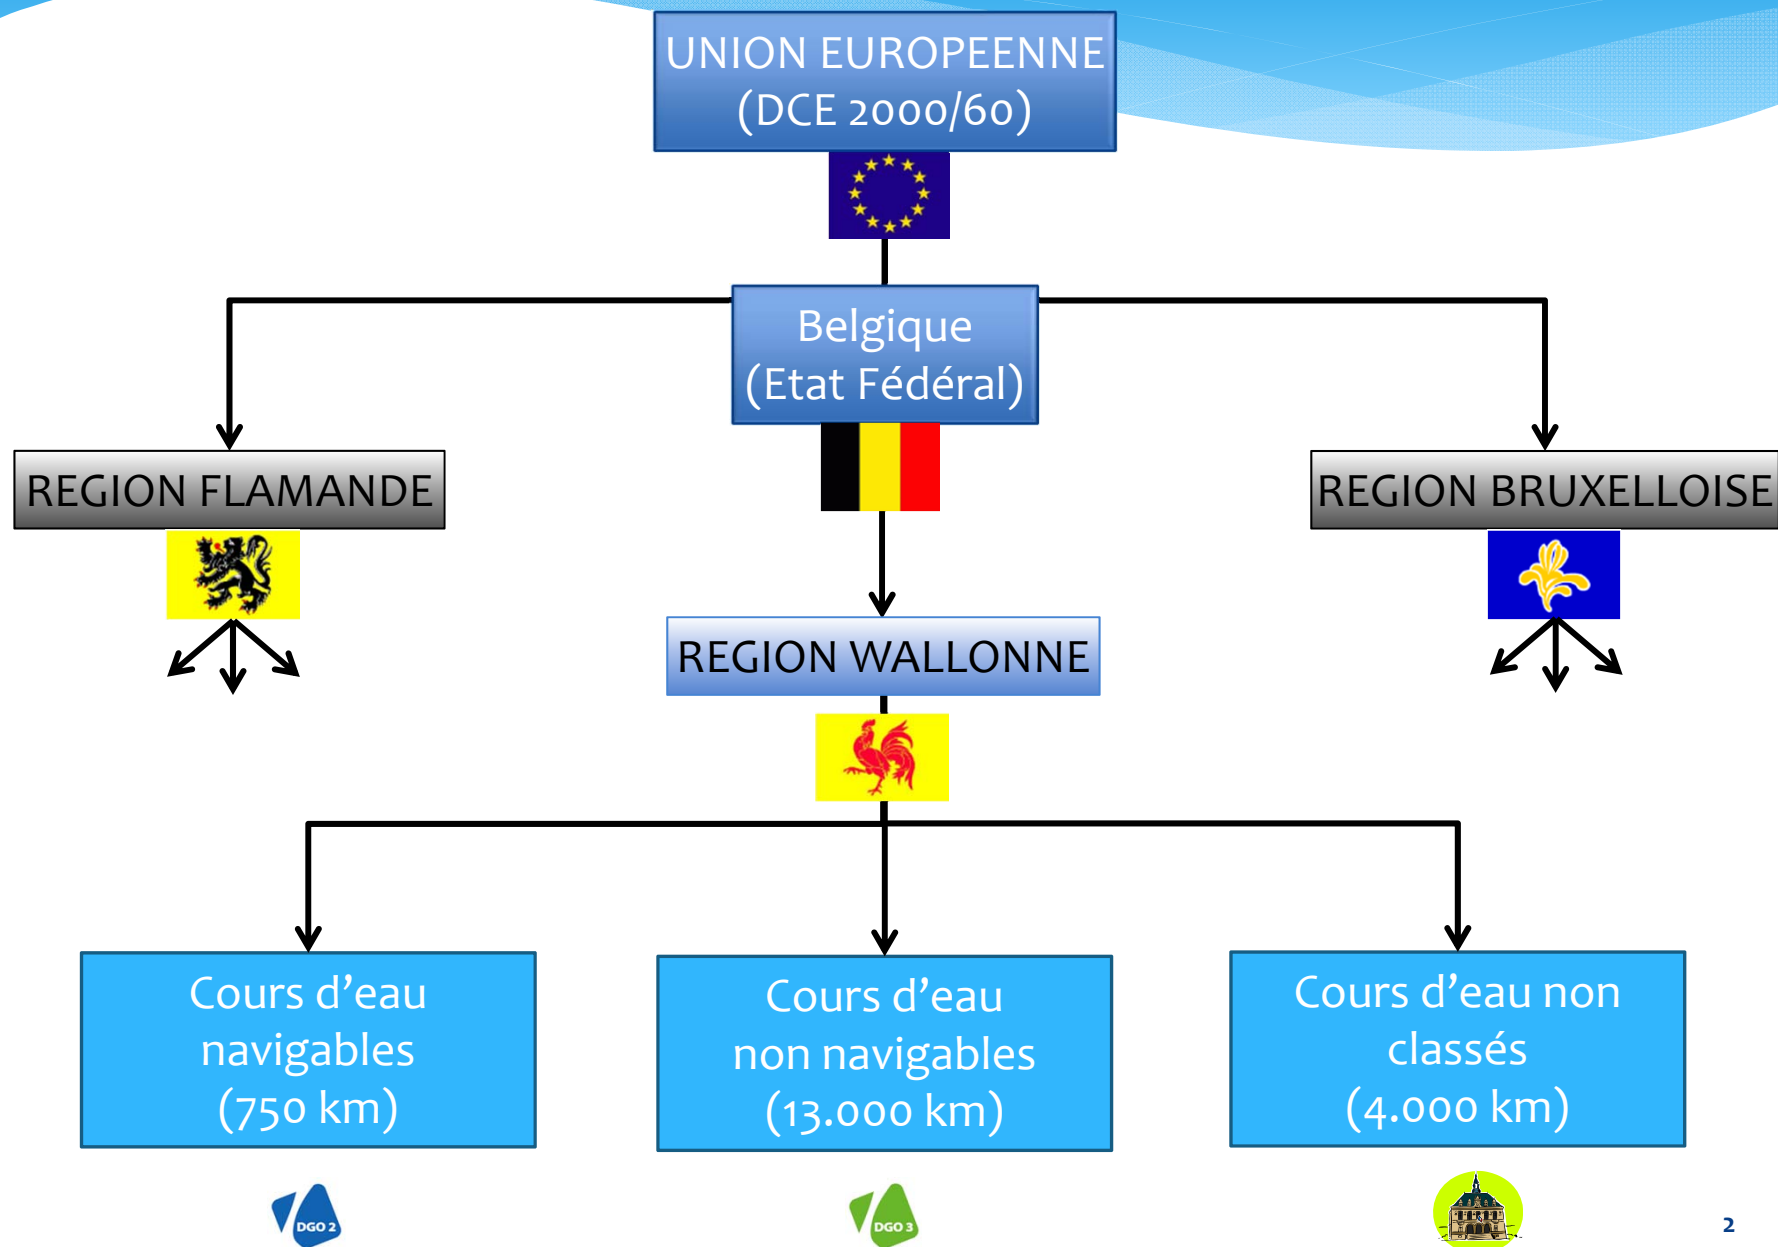 UNION EUROPEENNE
(DCE 2000/60)
Belgique
(Etat Fédéral)
REGION FLAMANDE
REGION BRUXELLOISE
REGION WALLONNE
Cours d’eau
navigables
(750 km)
Cours d’eau
non navigables
(13.000 km)
Cours d’eau non
classés
(4.000 km)
DGO 2
DGO 3
2